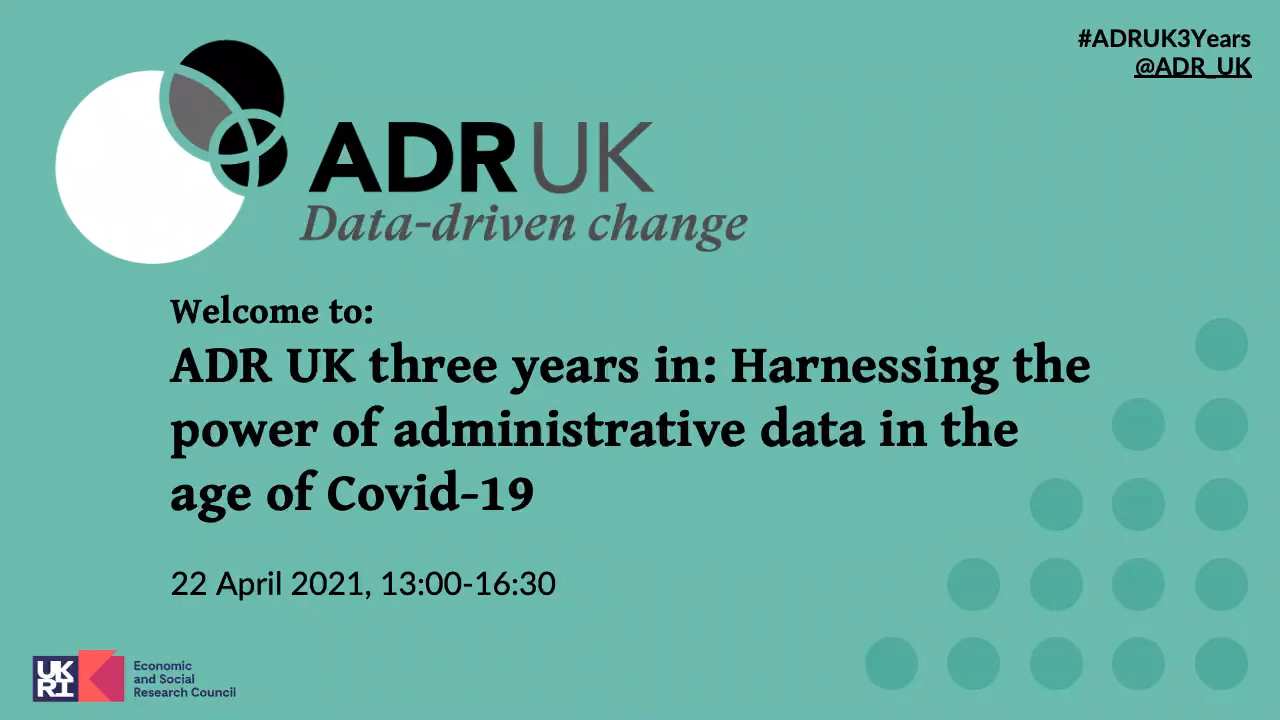 #ADRUK3Years
@ADR_UK
ADR UK
Data-driven change
Welcome to:
ADR UK three years in: Harnessing the
power of administrative data in the
age of Covid-19
22 April 2021, 13:00-16:30
UK
RI
Economic
and Social
Research Council